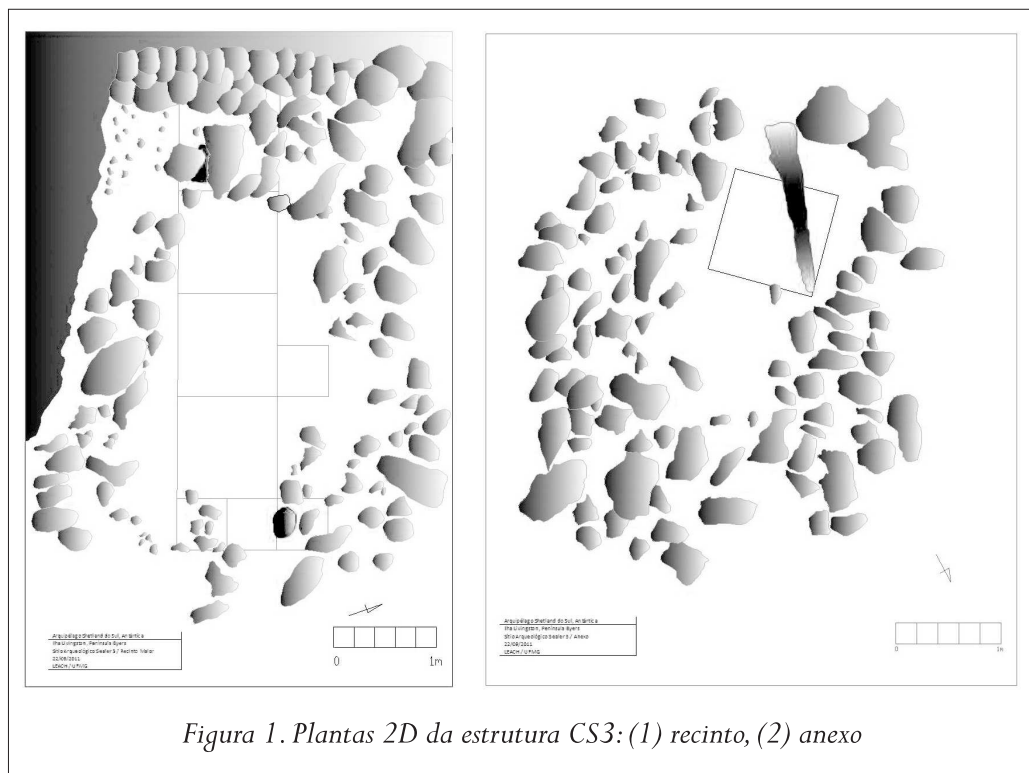 Arquipélago Shetland do Sul, Antártica
Ilha Livingston, Península Byers
Sítio Arqueológico Sealer 3 / Recinto Maior
22/08/2011
LEACH / UFMG
0 1m
Arquipélago Shetland do Sul, Antártica
Ilha Livingston, Península Byers
Sítio Arqueológico Sealer 3 / Anexo
22/08/2011
LEACH / UFMG
0 1m
Figura 1. Plantas 2D da estrutura CS3: (1) recinto, (2) anexo